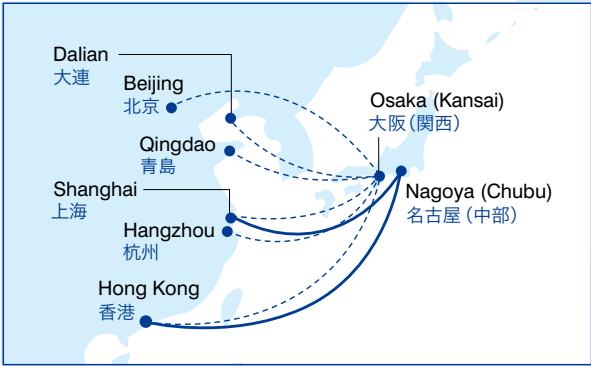 Dalian
大連
Beijing
北京
Qingdao
青島
Shanghai
上海
Hangzhou
杭州
Hong Kong
香港
Osaka (Kansai)
大阪(関西)
Nagoya (Chubu)
名古屋(中部)